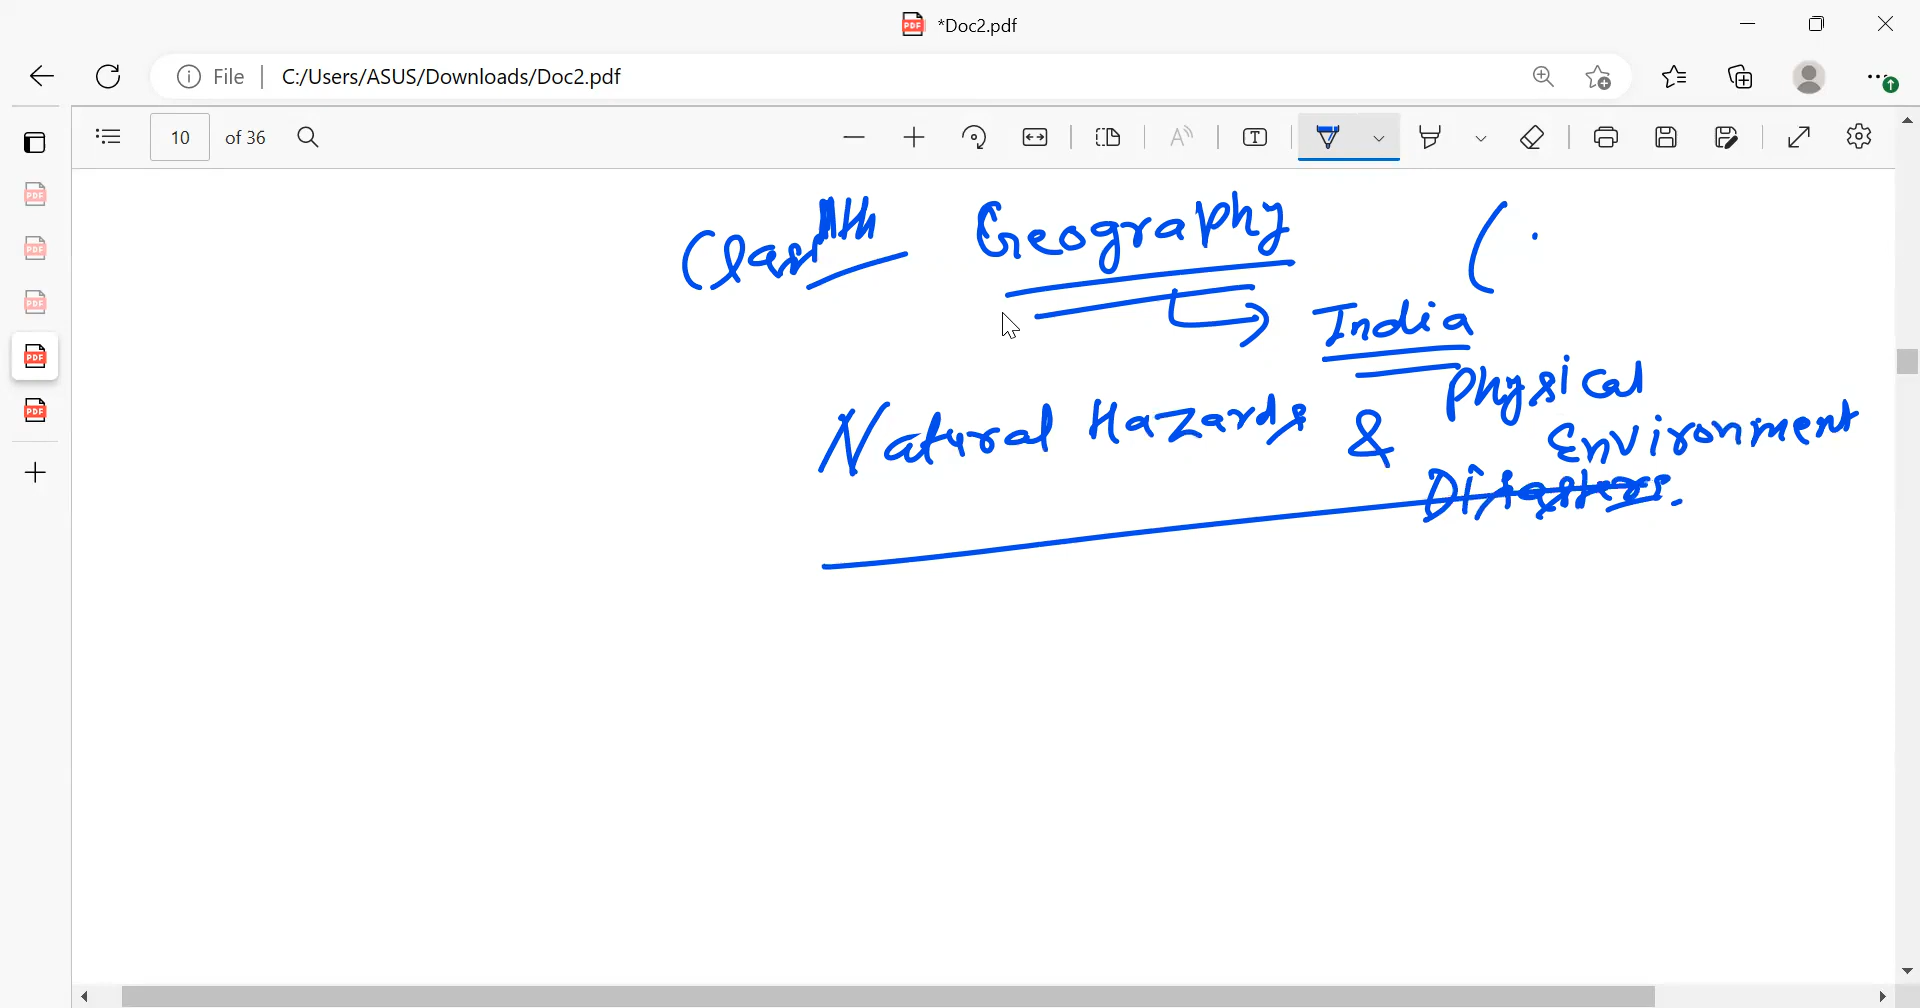 *Doc2.pdf
File C:/Users/ASUS/Downloads/Doc2.pdf
10 of 36
Class 11th Geography (
India
Physical
Environment
Natural Hazards &
Disasters.